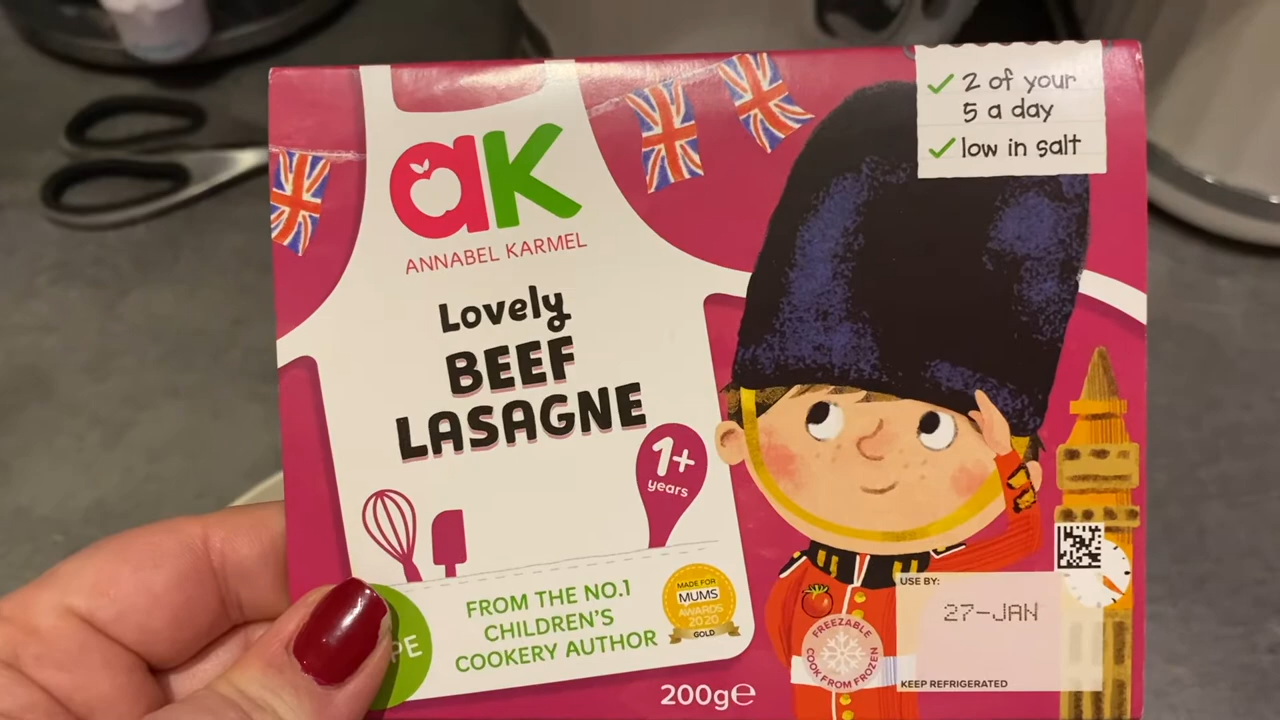 2 of your
5 a day
low in salt
ak
ANNABEL KARMEL
Lovely
BEEF
LASAGNE
1+
years
FROM THE NO.1
CHILDREN'S
COOKERY AUTHOR
MADE FOR
MUMS
AWARDS
2020
GOLD
FREEZABLE
COOK FROM FROZEN
USE BY:
27-JAN
KEEP REFRIGERATED
200g℮